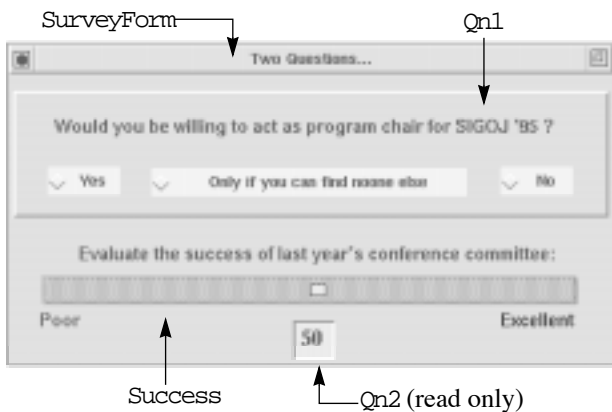 SurveyForm Qn1
Two Questions...
Would you be willing to act as program chair for SIGOJ '95 ?
Yes Only if you can find noone else No
Evaluate the success of last year's conference committee:
Poor Excellent
50
Success Qn2 (read only)